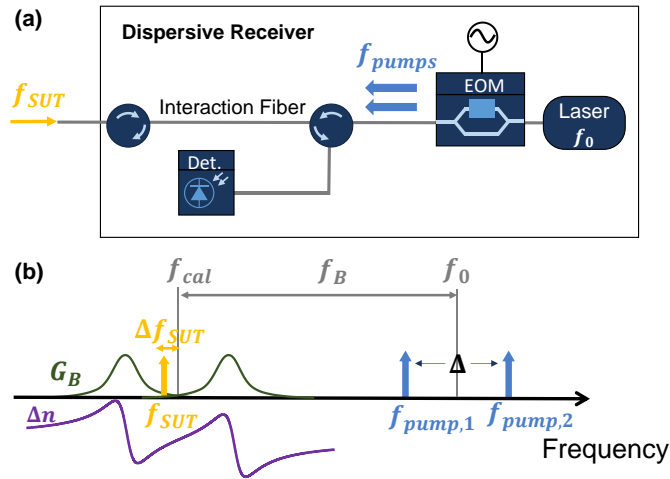 (a)
Dispersive Receiver
f_SUT
Interaction Fiber
f_pumps
EOM
Laser
f_0
Det.
(b)
f_cal
f_B
f_0
Δf_SUT
G_B
Δ
Δn
f_SUT
f_pump,1
f_pump,2
Frequency